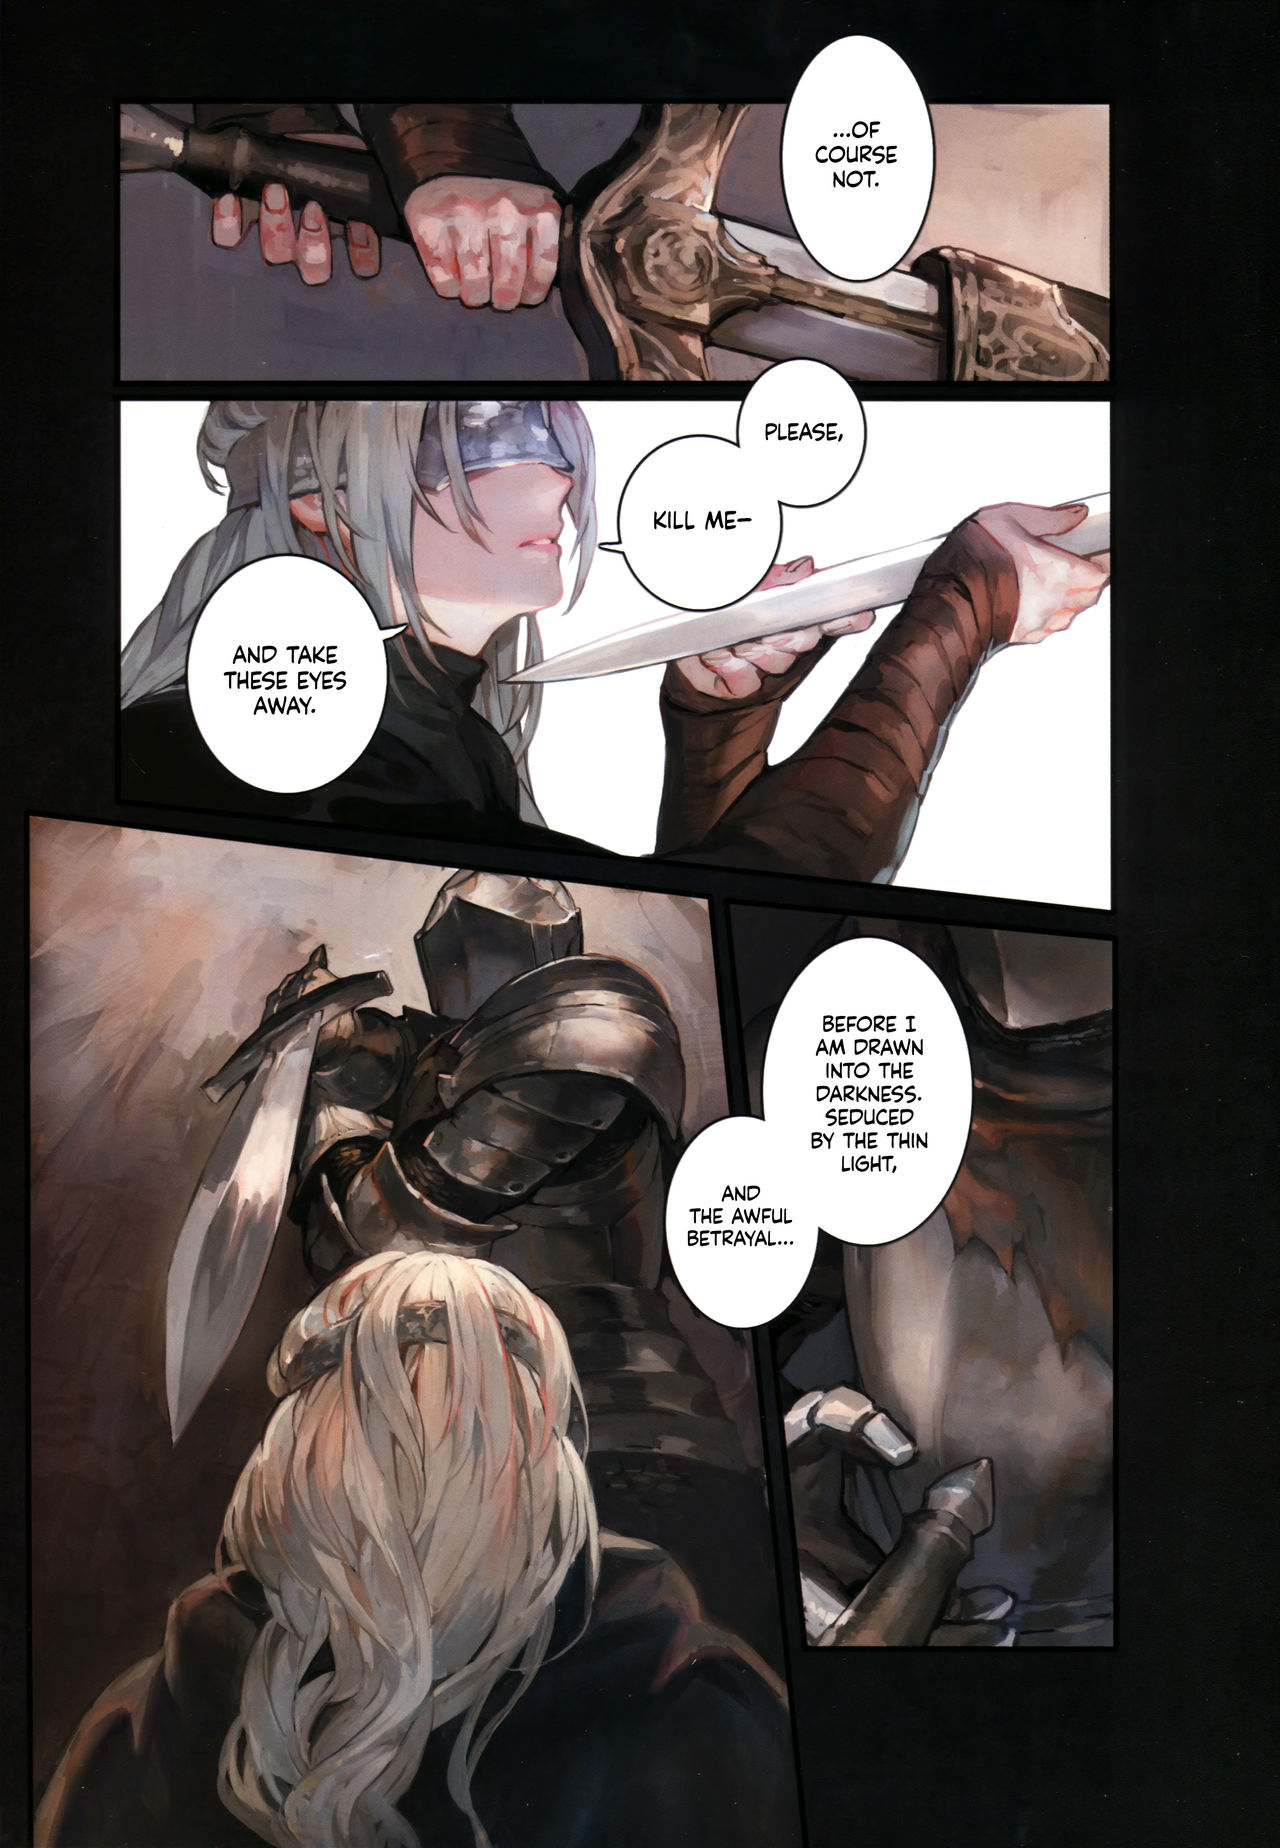 ...OF
COURSE
NOT.
PLEASE,
KILL ME-
AND TAKE
THESE EYES
AWAY.
BEFORE I
AM DRAWN
INTO THE
DARKNESS.
SEDUCED
BY THE THIN
LIGHT,
AND
THE AWFUL
BETRAYAL...